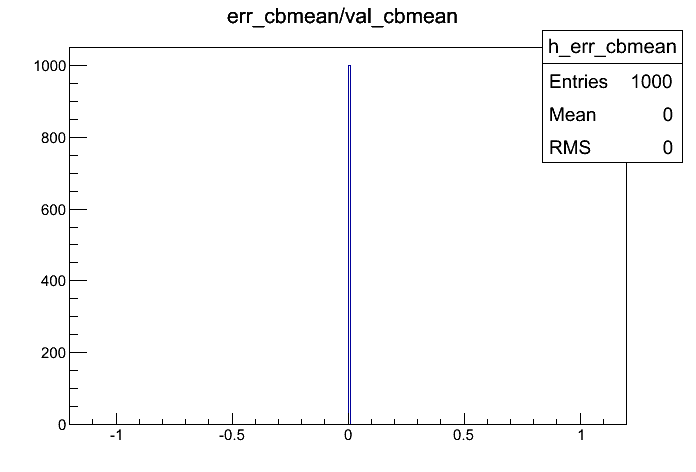 err_cbmean/val_cbmean
h_err_cbmean
Entries 1000
Mean 0
RMS 0
1000
800
600
400
200
0
-1 -0.5 0 0.5 1